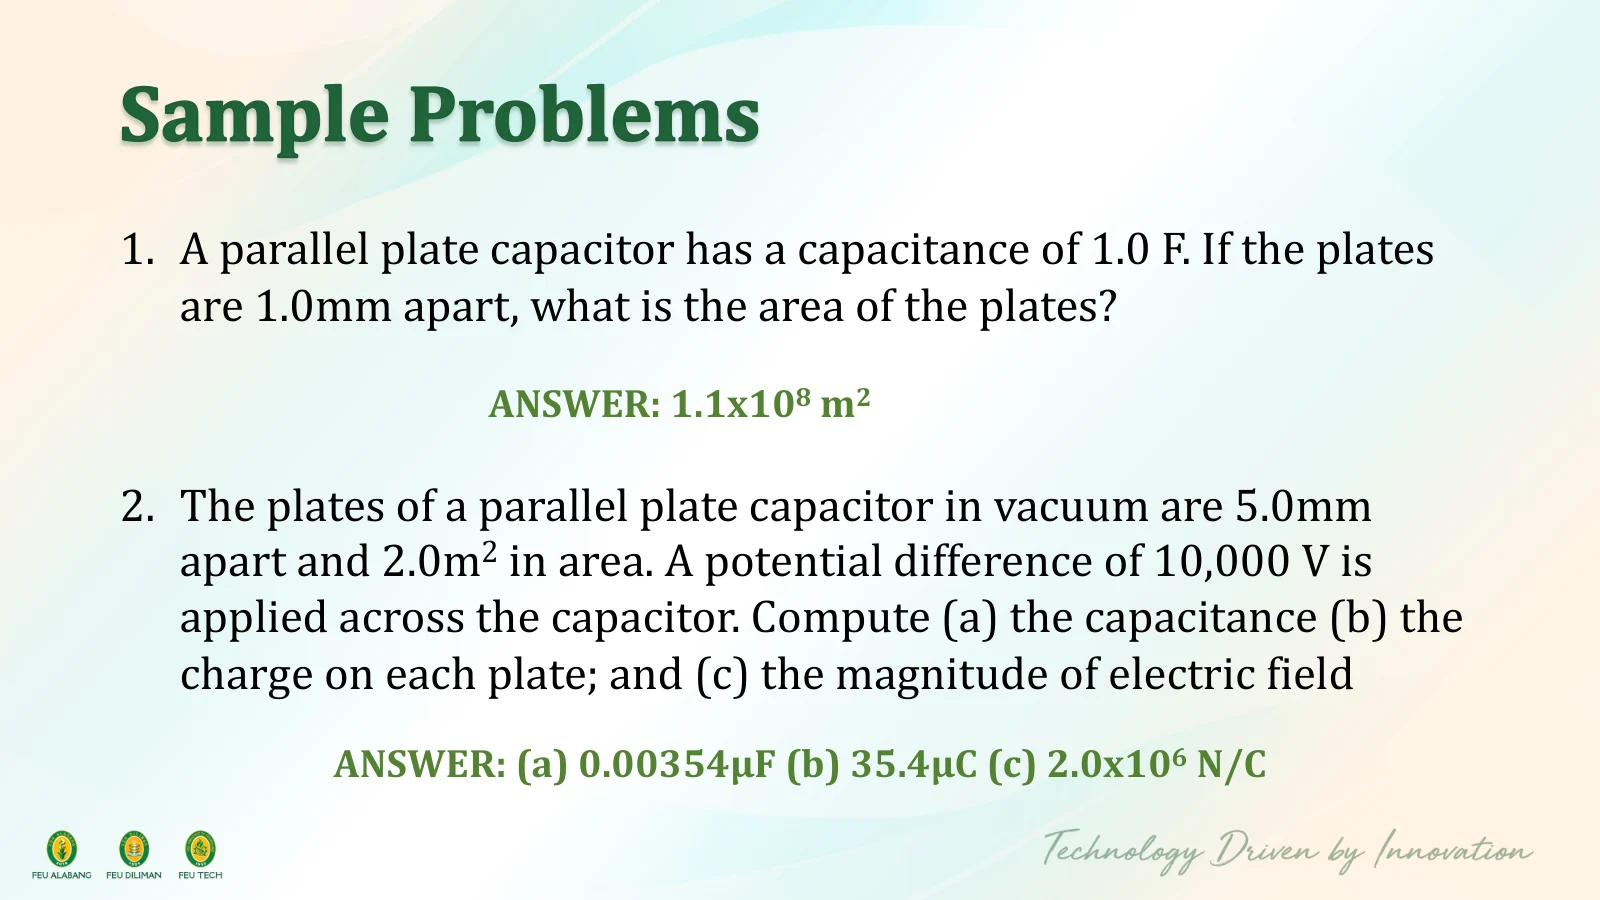 Sample Problems
1. A parallel plate capacitor has a capacitance of 1.0 F. If the plates
are 1.0mm apart, what is the area of the plates?
ANSWER: 1.1x10⁸ m²
2. The plates of a parallel plate capacitor in vacuum are 5.0mm
apart and 2.0m² in area. A potential difference of 10,000 V is
applied across the capacitor. Compute (a) the capacitance (b) the
charge on each plate; and (c) the magnitude of electric field
ANSWER: (a) 0.00354µF (b) 35.4µC (c) 2.0x10⁶ N/C
FEU ALABANG FEU DILIMAN FEU TECH
Technology Driven by Innovation